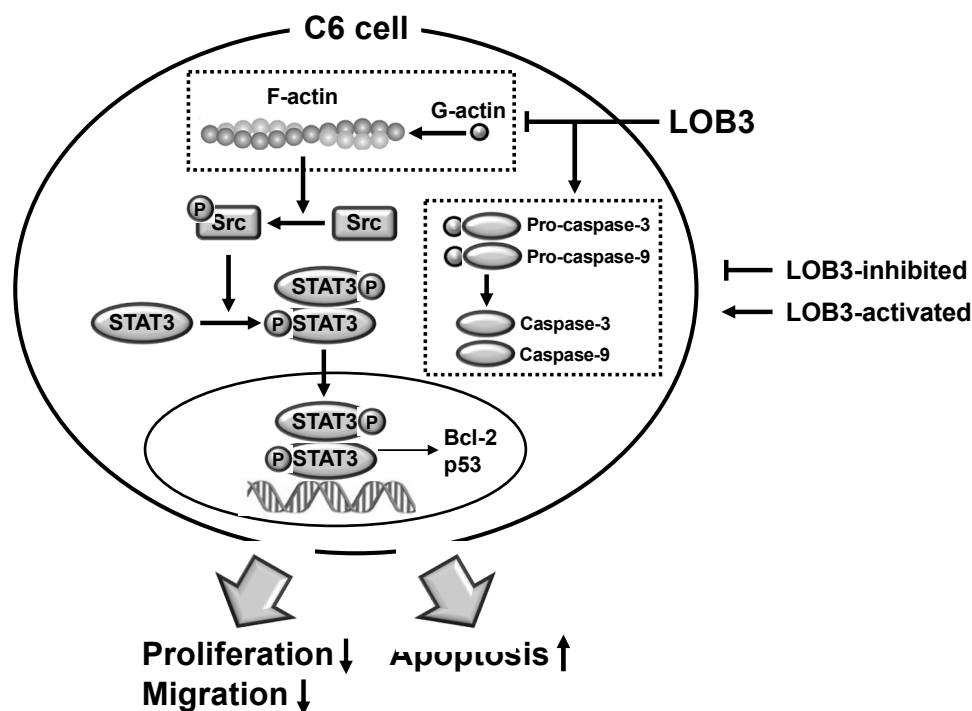 C6 cell
F-actin
G-actin
LOB3
P
Src
Src
Pro-caspase-3
Pro-caspase-9
STAT3 P
STAT3
P STAT3
Caspase-3
Caspase-9
LOB3-inhibited
LOB3-activated
STAT3 P
P STAT3
Bcl-2
p53
Proliferation
Apoptosis
Migration